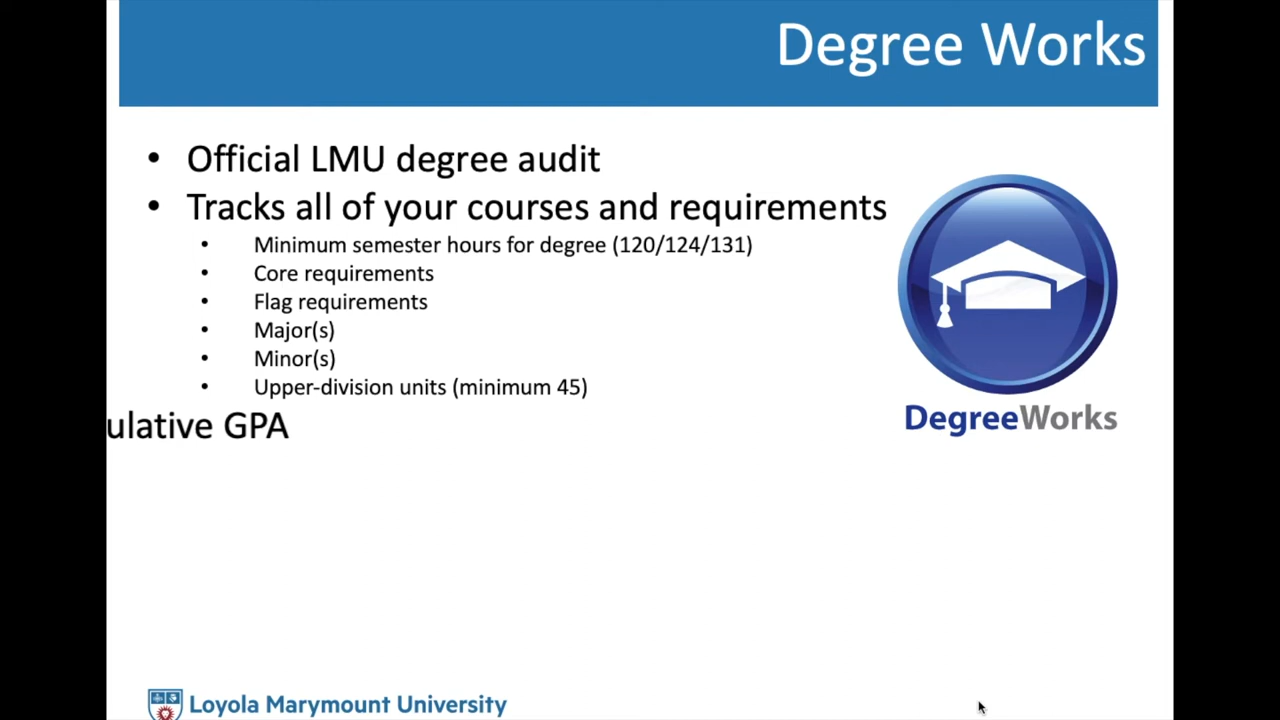 Degree Works
• Official LMU degree audit
• Tracks all of your courses and requirements
• Minimum semester hours for degree (120/124/131)
• Core requirements
• Flag requirements
• Major(s)
• Minor(s)
• Upper-division units (minimum 45)
ulative GPA
DegreeWorks
Loyola Marymount University